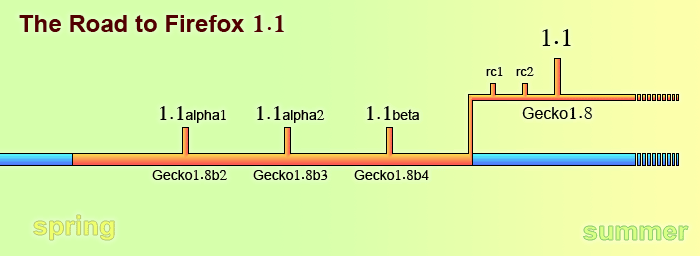 The Road to Firefox 1.1
1.1
rc1 rc2
1.1alpha1 1.1alpha2 1.1beta
Gecko1.8
Gecko1.8b2 Gecko1.8b3 Gecko1.8b4
spring
summer